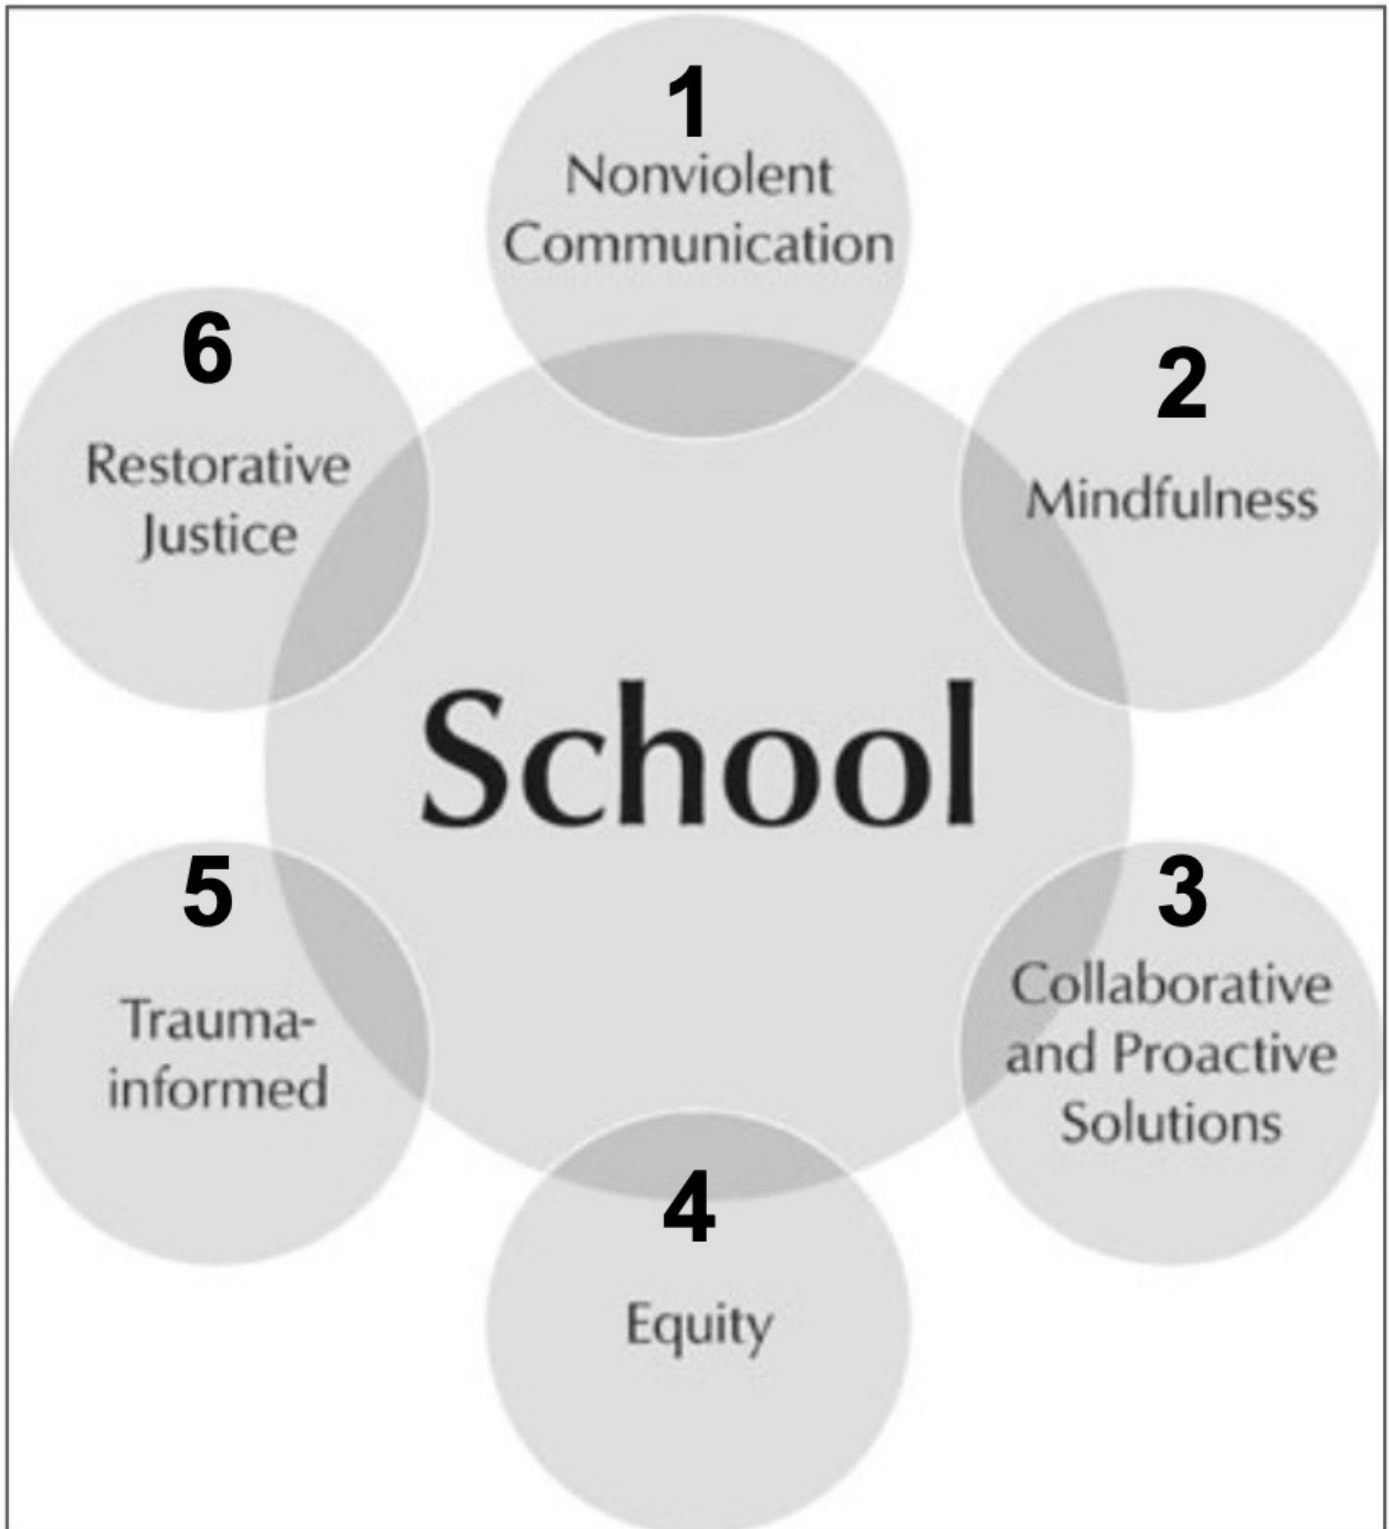 1
Nonviolent
Communication
2
Mindfulness
3
Collaborative
and Proactive
Solutions
4
Equity
5
Trauma-
informed
6
Restorative
Justice
School